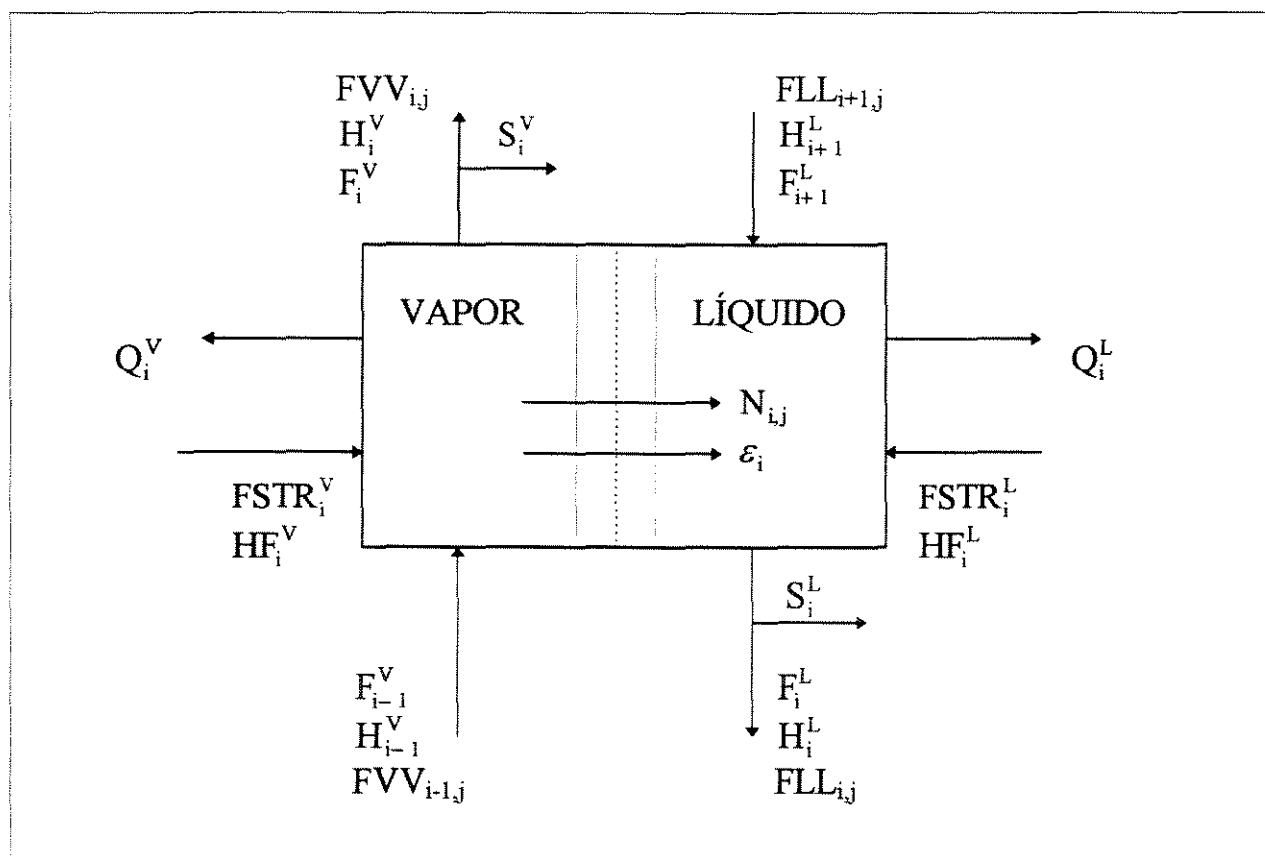 FVV_{i,j}
H_i^V
F_i^V
S_i^V
FLL_{i+1,j}
H_{i+1}^L
F_{i+1}^L
VAPOR
LÍQUIDO
Q_i^V
Q_i^L
N_{i,j}
ε_i
FSTR_i^V
HF_i^V
FSTR_i^L
HF_i^L
S_i^L
F_{i-1}^V
H_{i-1}^V
FVV_{i-1,j}
F_i^L
H_i^L
FLL_{i,j}